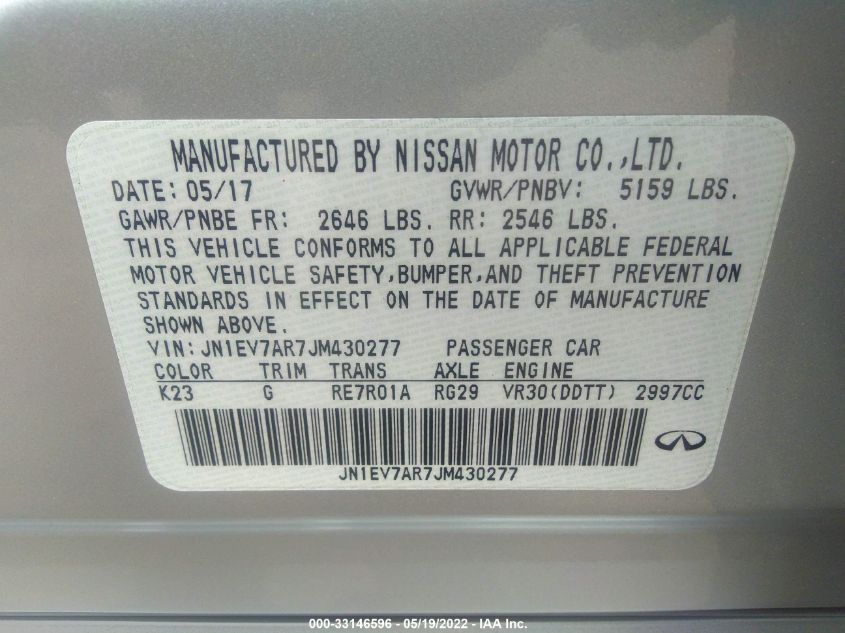 MANUFACTURED BY NISSAN MOTOR CO.,LTD.
DATE: 05/17 GVWR/PNBV: 5159 LBS.
GAWR/PNBE FR: 2646 LBS. RR: 2546 LBS.
THIS VEHICLE CONFORMS TO ALL APPLICABLE FEDERAL
MOTOR VEHICLE SAFETY,BUMPER,AND THEFT PREVENTION
STANDARDS IN EFFECT ON THE DATE OF MANUFACTURE
SHOWN ABOVE.
VIN:JN1EV7AR7JM430277 PASSENGER CAR
COLOR TRIM TRANS AXLE ENGINE
K23 G RE7R01A RG29 VR30(DDTT) 2997CC
JN1EV7AR7JM430277
000-33146596 - 05/19/2022 - IAA Inc.